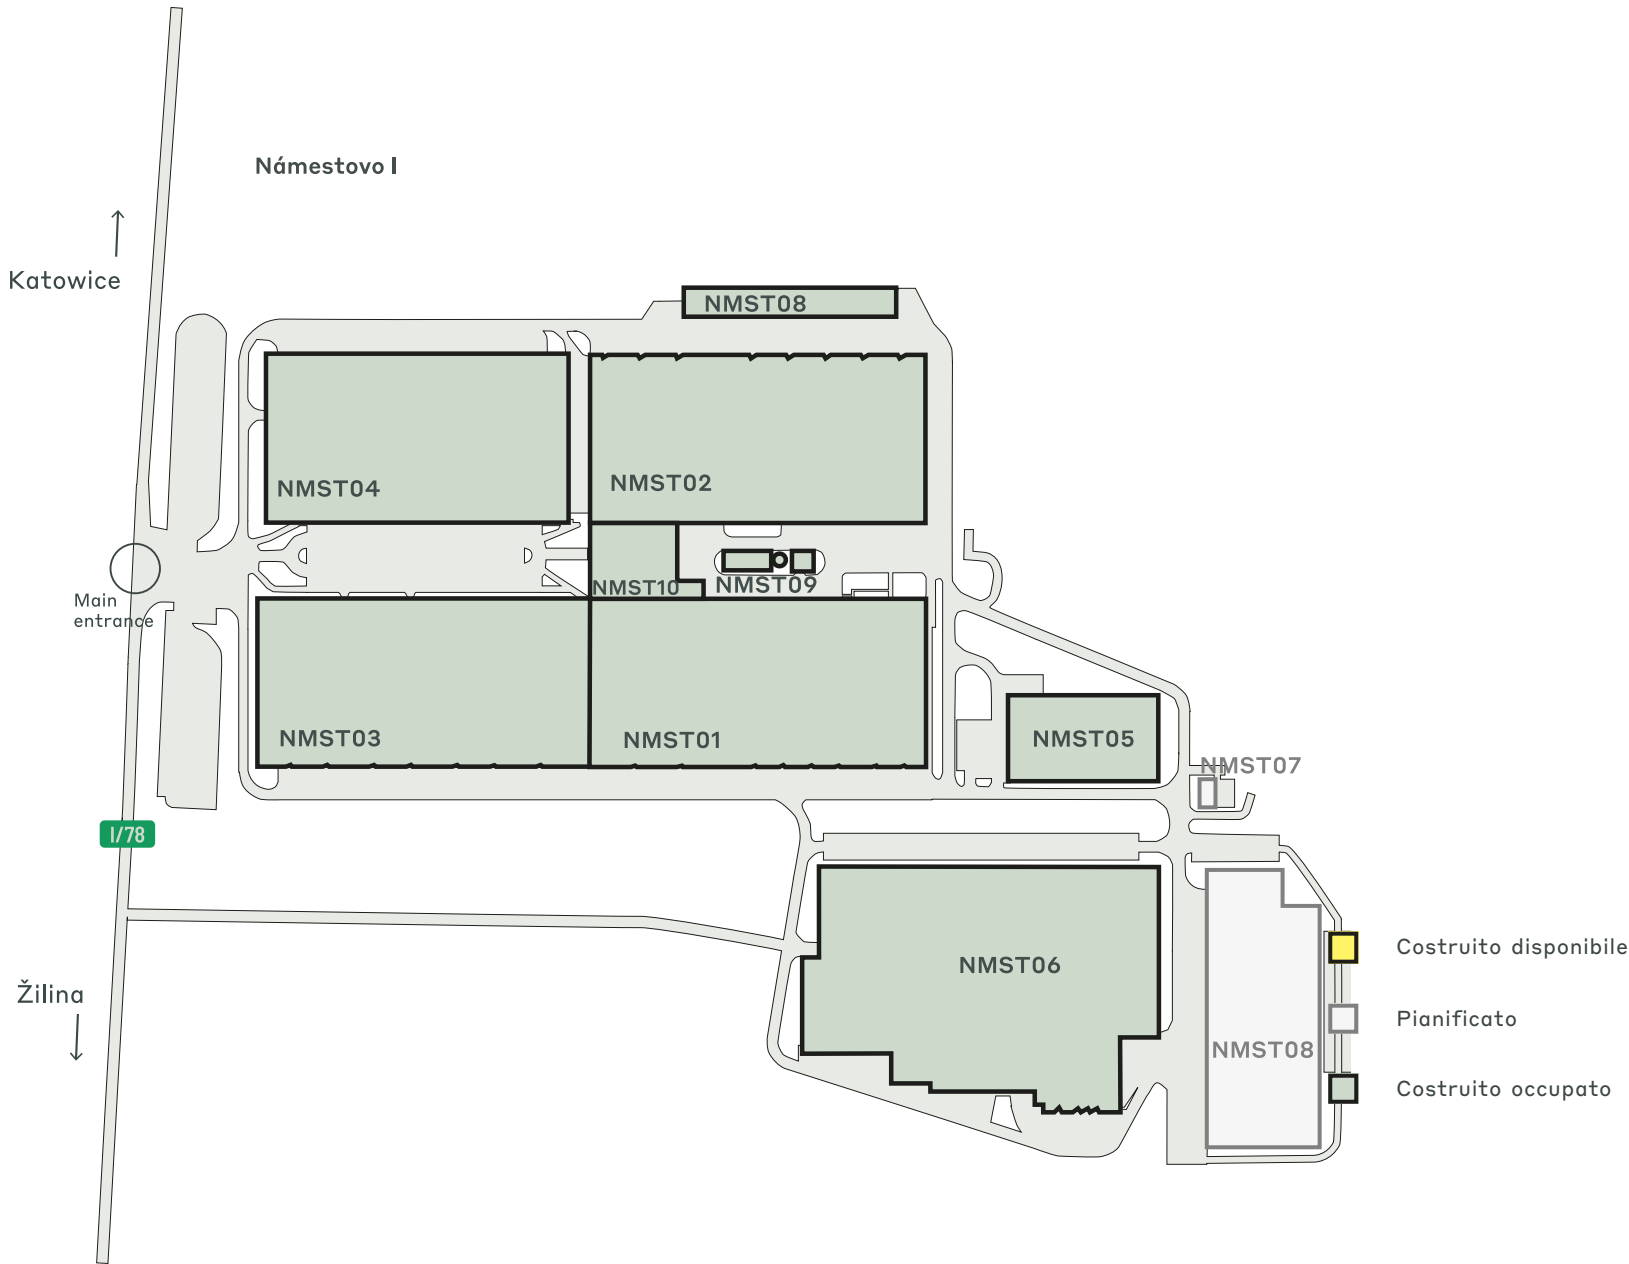 Námestovo I
Katowice
NMST08
NMST04
NMST02
NMST10
NMST09
Main
entrance
NMST03
NMST01
NMST05
NMST07
I/78
NMST06
Costruito disponibile
Žilina
Pianificato
NMST08
Costruito occupato